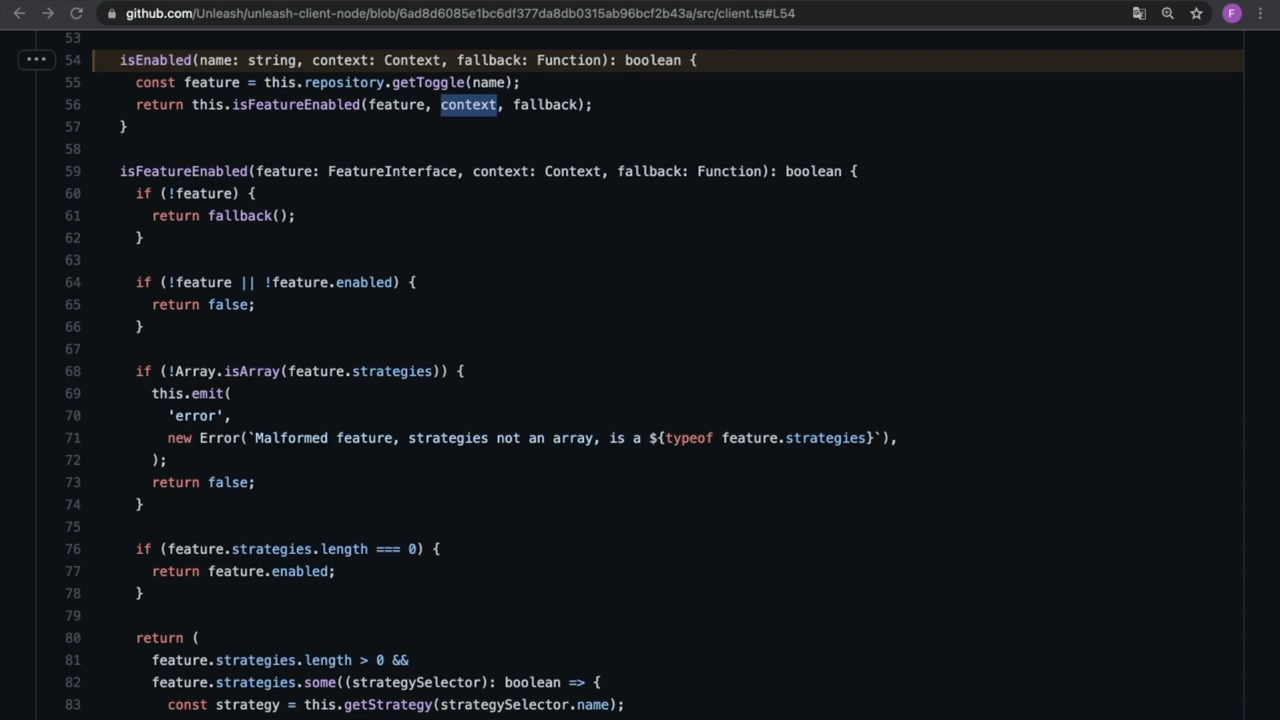 github.com/Unleash/unleash-client-node/blob/6ad8d6085e1bc6df377da8db0315ab96bcf2b43a/src/client.ts#L54
F
53
54 isEnabled(name: string, context: Context, fallback: Function): boolean {
55 const feature = this.repository.getToggle(name);
56 return this.isFeatureEnabled(feature, context, fallback);
57 }
58
59 isFeatureEnabled(feature: FeatureInterface, context: Context, fallback: Function): boolean {
60 if (!feature) {
61 return fallback();
62 }
63
64 if (!feature || !feature.enabled) {
65 return false;
66 }
67
68 if (!Array.isArray(feature.strategies)) {
69 this.emit(
70 'error',
71 new Error(`Malformed feature, strategies not an array, is a ${typeof feature.strategies}`),
72 );
73 return false;
74 }
75
76 if (feature.strategies.length === 0) {
77 return feature.enabled;
78 }
79
80 return (
81 feature.strategies.length > 0 &&
82 feature.strategies.some((strategySelector): boolean => {
83 const strategy = this.getStrategy(strategySelector.name);